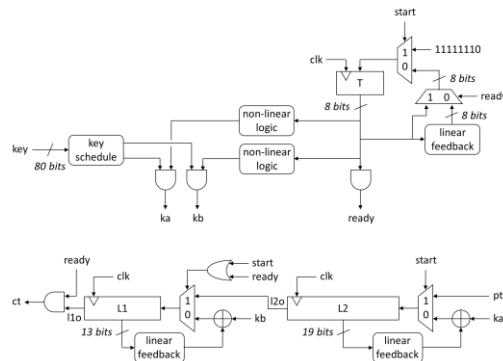 start
1
0
11111110
clk
T
8 bits
8 bits
1 0
ready
8 bits
linear
feedback
non-linear
logic
non-linear
logic
key
80 bits
key
schedule
ka
kb
ready
ready
start
ready
start
ct
l1o
clk
L1
1
0
l2o
clk
L2
1
0
pt
kb
ka
13 bits
linear
feedback
19 bits
linear
feedback